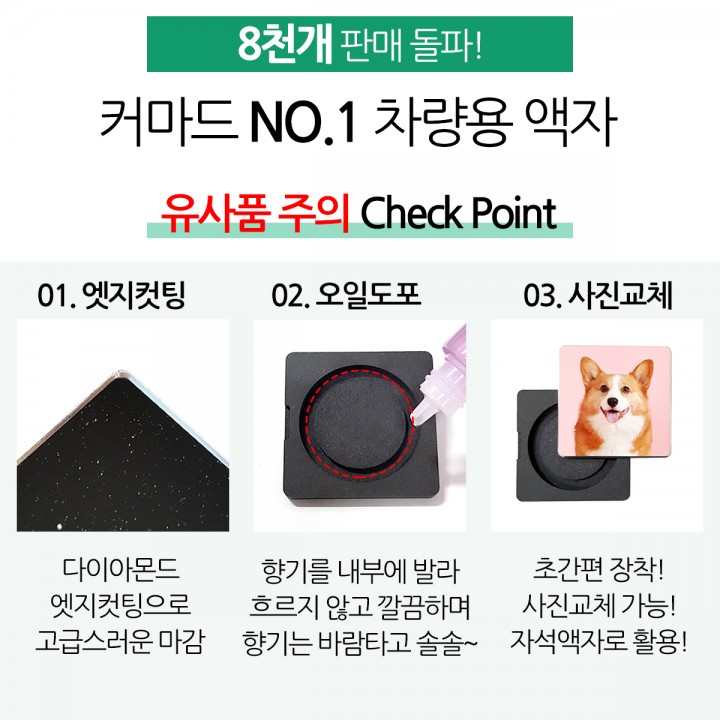 8천개 판매 돌파!
커마드 NO.1 차량용 액자
유사품 주의 Check Point
01. 엣지컷팅
02. 오일도포
03. 사진교체
다이아몬드
엣지컷팅으로
고급스러운 마감
향기를 내부에 발라
흐르지 않고 깔끔하며
향기는 바람타고 솔솔~
초간편 장착!
사진교체 가능!
자석액자로 활용!